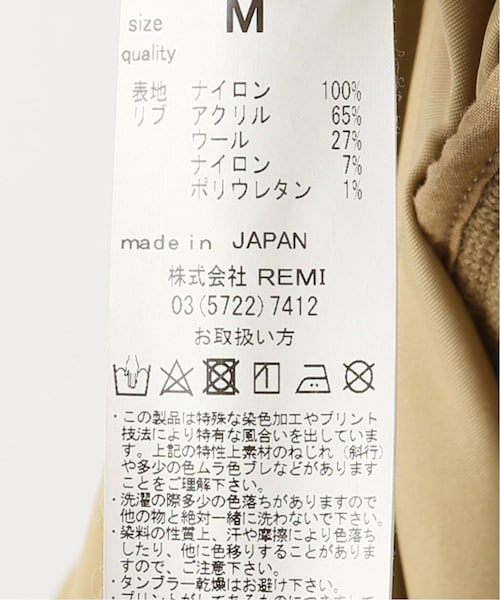 size M
quality
表地 ナイロン 100%
リブ アクリル 65%
ウール 27%
ナイロン 7%
ポリウレタン 1%
made in JAPAN
株式会社 REMI
03(5722)7412
お取扱い方
・この製品は特殊な染色加工やプリント
技法により特有な風合いを出していま
す。上記の特性上素材のねじれ（斜行）
や多少の色ムラ色ブレなどがあります
ことをご理解下さい。
・洗濯の際多少の色落ちがありますので
他の物と絶対一緒に洗わないで下さい。
・染料の性質上、汗や摩擦により色落ち
したり、他に色移りすることがありま
すので、ご注意下さい。
・タンブラー乾燥はお避け下さい。